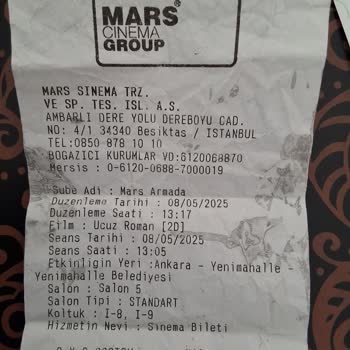 MARS
CINEMA
GROUP
MARS SINEMA TRZ.
VE SP. TES. ISL. A.S.
AMBARLI DERE YOLU DEREBOYU CAD.
NO: 4/1 34340 Besiktas / ISTANBUL
TEL:0850 878 10 10
BOGAZICI KURUMLAR VD:6120068870
Mersis : 0-6120-0688-7000019
Sube Adi : Mars Armada
Duzenleme Tarihi : 08/05/2025
Duzenleme Saati : 13:17
Film : Ucuz Roman [2D]
Seans Tarihi : 08/05/2025
Seans Saati : 13:05
Etkinligin Yeri :Ankara - Yenimahalle -
Yenimahalle Belediyesi
Salon : Salon 5
Salon Tipi : STANDART
Koltuk : I-8, I-9
Hizmetin Nevi : Sinema Bileti